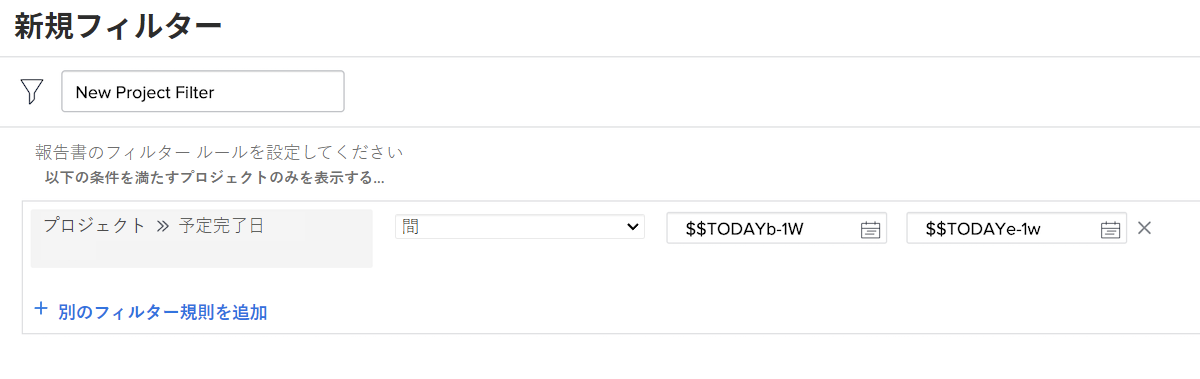 新規フィルター
New Project Filter
報告書のフィルター ルールを設定してください
以下の条件を満たすプロジェクトのみを表示する...
プロジェクト » 予定完了日 間 $$TODAYb-1W $$TODAYe-1w
+ 別のフィルター規則を追加